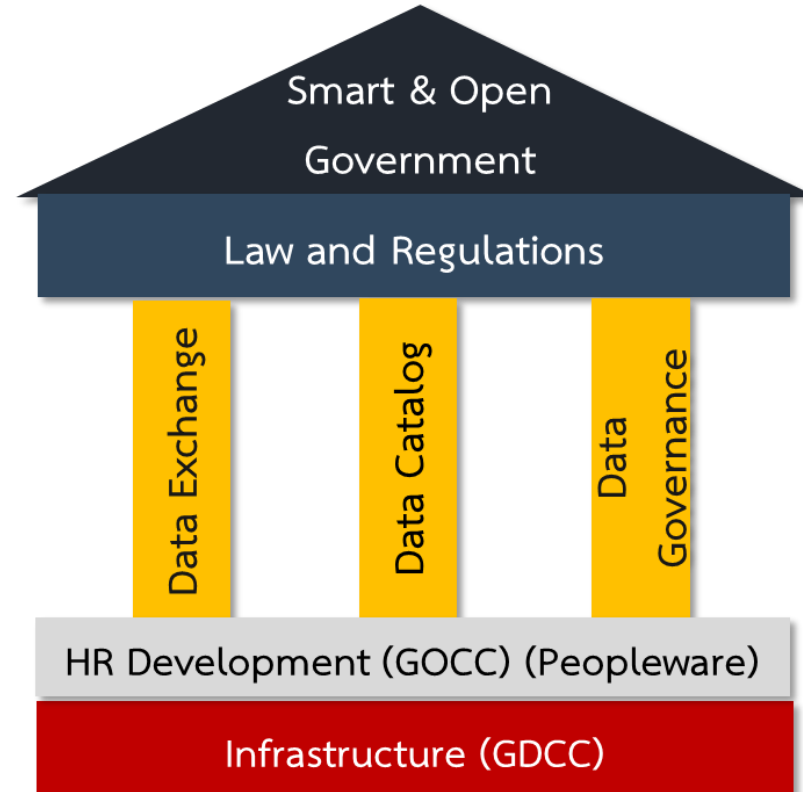 Smart & Open
Government
Law and Regulations
Data Exchange
Data Catalog
Data
Governance
HR Development (GOCC) (Peopleware)
Infrastructure (GDCC)